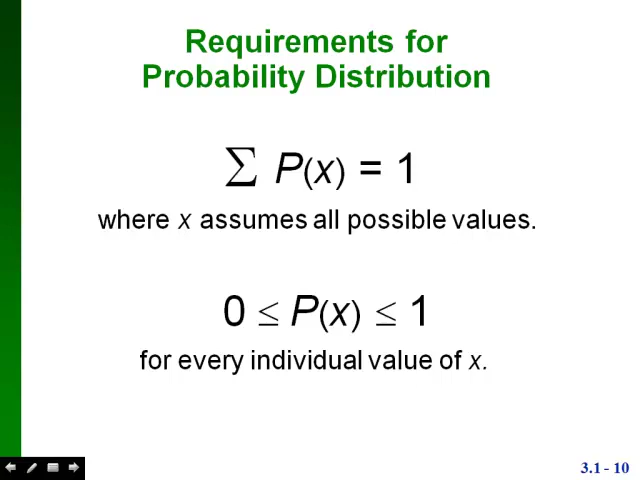 Requirements for
Probability Distribution
∑ P(x) = 1
where x assumes all possible values.
0 ≤ P(x) ≤ 1
for every individual value of x.
3.1 - 10